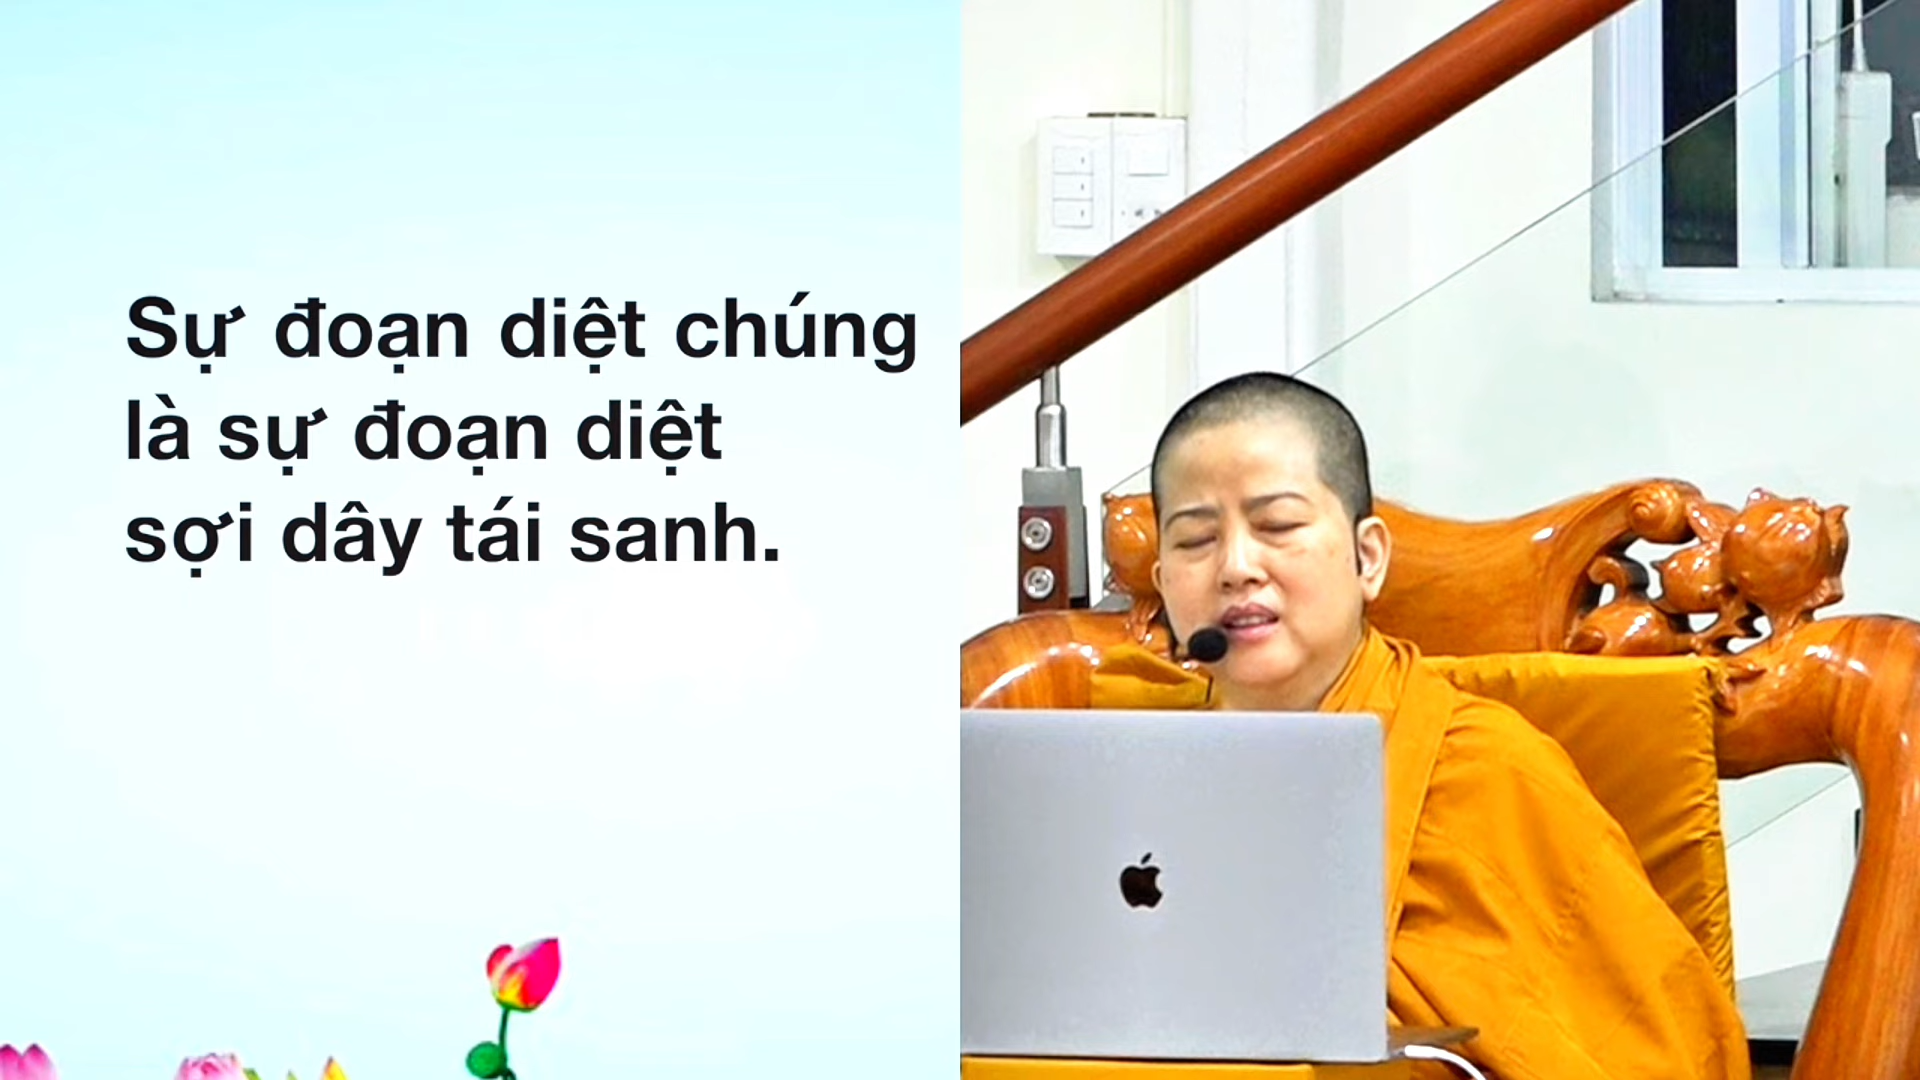 Sự đoạn diệt chúng
là sự đoạn diệt
sợi dây tái sanh.